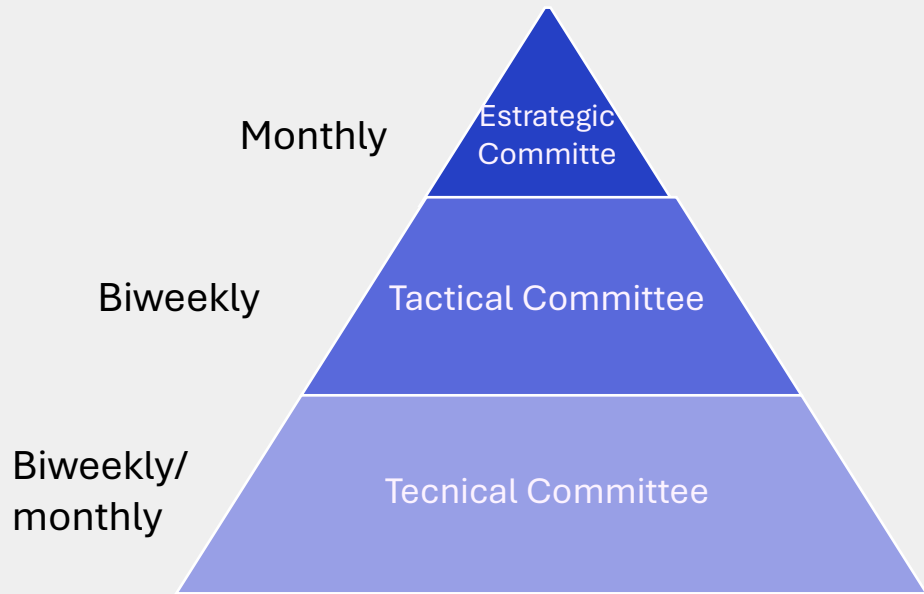 Monthly
Estrategic
Committe
Biweekly
Tactical Committee
Biweekly/
monthly
Tecnical Committee